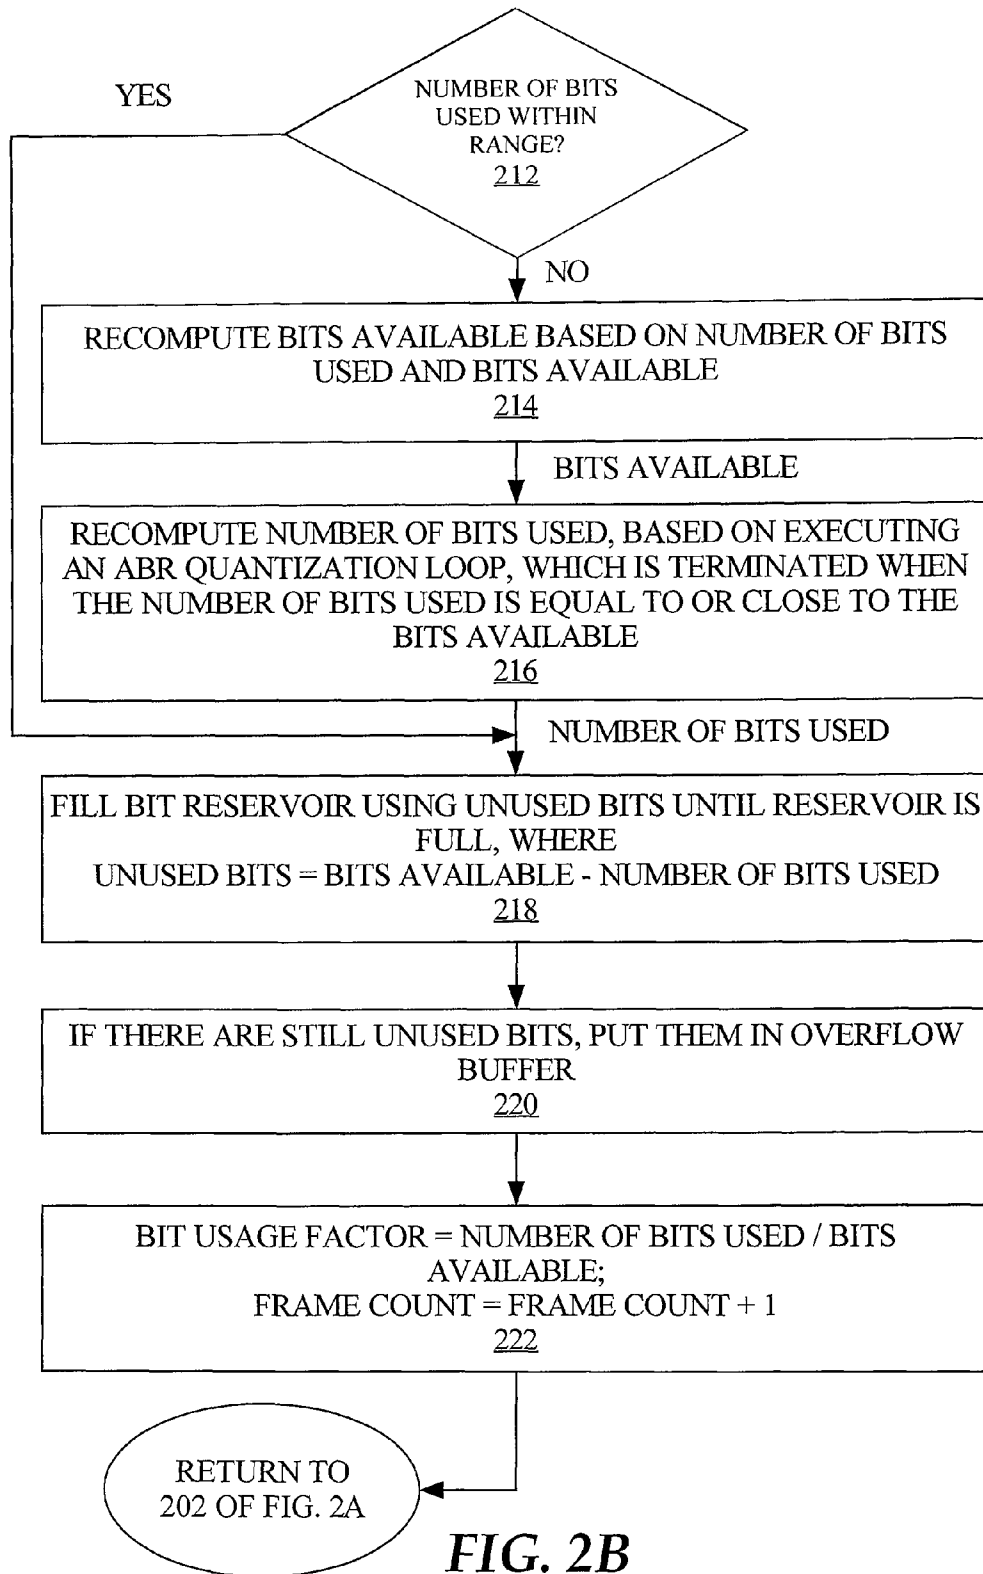 NUMBER OF BITS
USED WITHIN
RANGE?
212
YES
NO
RECOMPUTE BITS AVAILABLE BASED ON NUMBER OF BITS
USED AND BITS AVAILABLE
214
BITS AVAILABLE
RECOMPUTE NUMBER OF BITS USED, BASED ON EXECUTING
AN ABR QUANTIZATION LOOP, WHICH IS TERMINATED WHEN
THE NUMBER OF BITS USED IS EQUAL TO OR CLOSE TO THE
BITS AVAILABLE
216
NUMBER OF BITS USED
FILL BIT RESERVOIR USING UNUSED BITS UNTIL RESERVOIR IS
FULL, WHERE
UNUSED BITS = BITS AVAILABLE - NUMBER OF BITS USED
218
IF THERE ARE STILL UNUSED BITS, PUT THEM IN OVERFLOW
BUFFER
220
BIT USAGE FACTOR = NUMBER OF BITS USED / BITS
AVAILABLE;
FRAME COUNT = FRAME COUNT + 1
222
RETURN TO
202 OF FIG. 2A
FIG. 2B